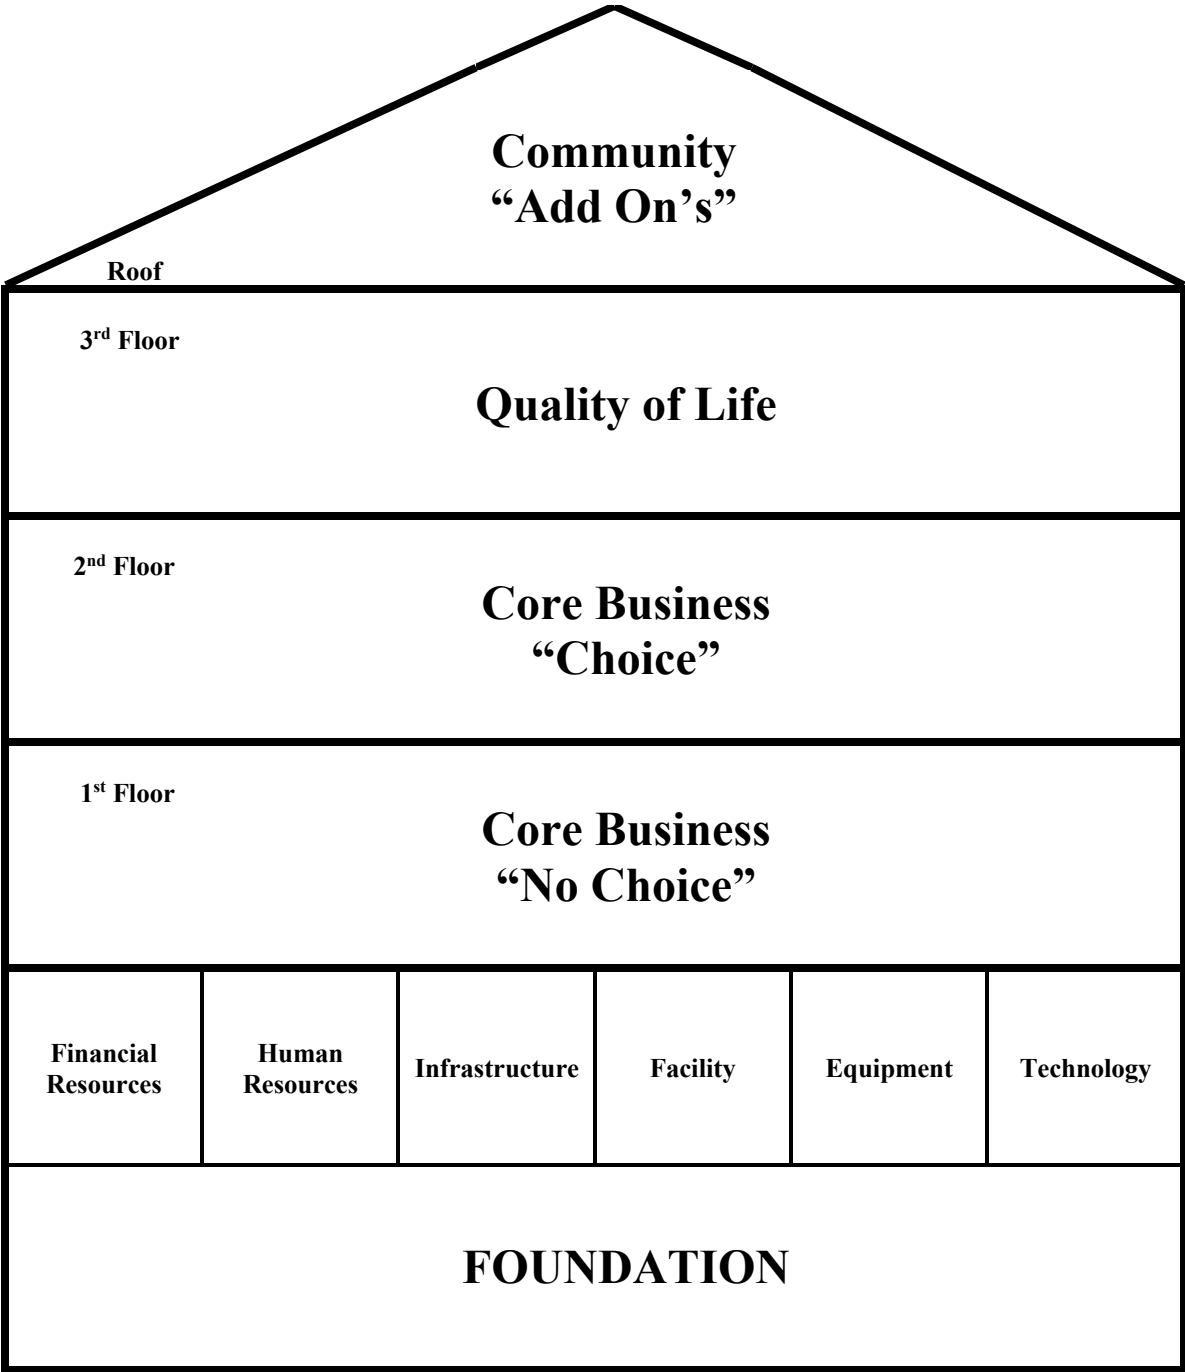 Community
“Add On’s”
Roof
3rd Floor
Quality of Life
2nd Floor
Core Business
“Choice”
1st Floor
Core Business
“No Choice”
Financial
Resources
Human
Resources
Infrastructure
Facility
Equipment
Technology
FOUNDATION